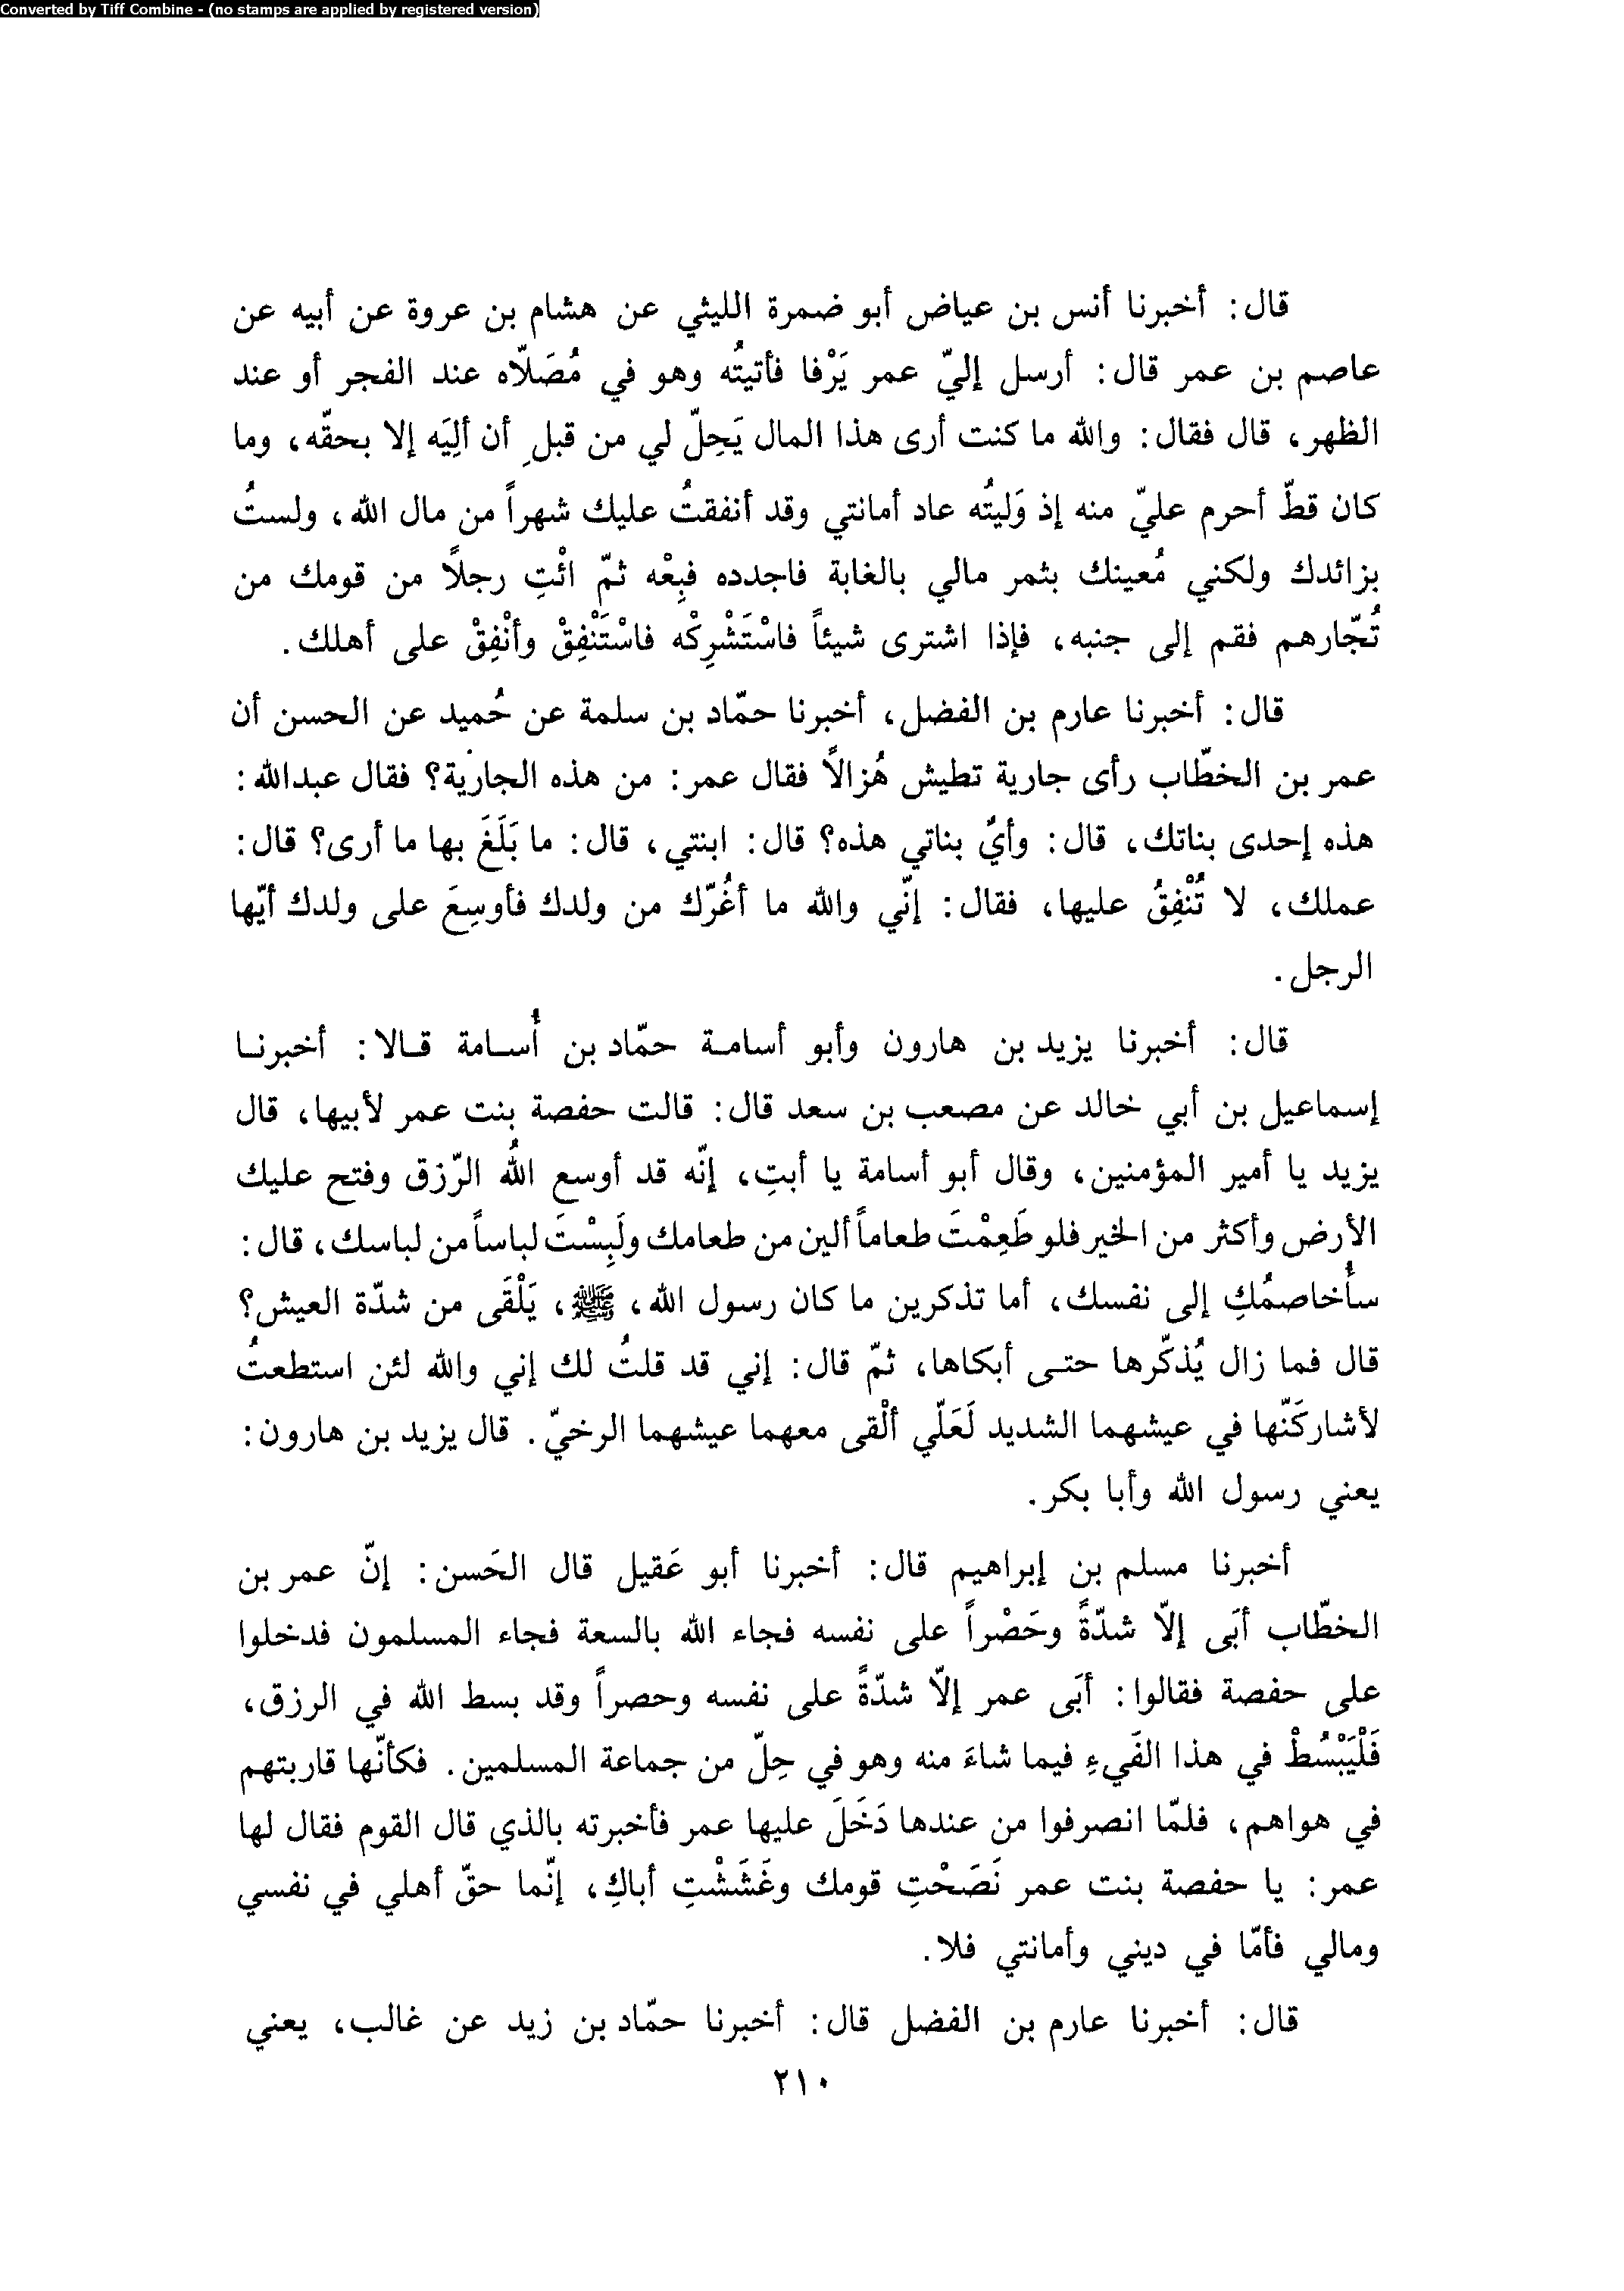 Converted by Tiff Combine - (no stamps are applied by registered version)
قال: أخبرنا أنس بن عياض أبو ضمرة الليثي عن هشام بن عروة عن أبيه عن
عاصم بن عمر قال: أرسل إليّ عمر يَرْفا فأتيتُه وهو في مُصَلّاه عند الفجر أو عند
الظهر، قال فقال: والله ما كنت أرى هذا المال يَحِلّ لي من قبلِ أن ألِيَه إلا بحقّه، وما
كان قطّ أحرم عليّ منه إذ وَليتُه عاد أمانتي وقد أنفقتُ عليك شهراً من مال الله، ولستُ
بزائدك ولكني مُعينك بثمر مالي بالغابة فاجدده فبِعْه ثمّ ائْتِ رجلاً من قومك من
تُجّارهم فقم إلى جنبه، فإذا اشترى شيئاً فاسْتَشْرِكْه فاسْتَنْفِقْ وأنْفِقْ على أهلك.
قال: أخبرنا عارم بن الفضل، أخبرنا حمّاد بن سلمة عن حُميد عن الحسن أن
عمر بن الخطّاب رأى جارية تطيش هُزالاً فقال عمر: من هذه الجارية؟ فقال عبدالله:
هذه إحدى بناتك، قال: وأيُ بناتي هذه؟ قال: ابنتي، قال: ما بَلَغَ بها ما أرى؟ قال:
عملك، لا تُنْفِقُ عليها، فقال: إنّي والله ما أغُرّك من ولدك فأوسِعَ على ولدك أيّها
الرجل.
قال: أخبرنا يزيد بن هارون وأبو أسامة حمّاد بن أُسامة قالا: أخبرنا
إسماعيل بن أبي خالد عن مصعب بن سعد قال: قالت حفصة بنت عمر لأبيها، قال
يزيد يا أمير المؤمنين، وقال أبو أسامة يا أبتِ، إنّه قد أوسع اللهُ الرّزق وفتح عليك
الأرض وأكثر من الخير فلو طَعِمْتَ طعاماً ألين من طعامك ولَبِسْتَ لباساً من لباسك، قال:
سأُخاصمُكِ إلى نفسك، أما تذكرين ما كان رسول الله، ﷺ، يَلْقَى من شدّة العيش؟
قال فما زال يُذكّرها حتى أبكاها، ثمّ قال: إني قد قلتُ لك إني والله لئن استطعتُ
لأشاركَنّها في عيشهما الشديد لَعَلّي ألْقى معهما عيشهما الرخيّ. قال يزيد بن هارون:
يعني رسول الله وأبا بكر.
أخبرنا مسلم بن إبراهيم قال: أخبرنا أبو عَقيل قال الحَسن: إنّ عمر بن
الخطّاب أبَى إلاّ شدّةً وحَصْراً على نفسه فجاء الله بالسعة فجاء المسلمون فدخلوا
على حفصة فقالوا: أبَى عمر إلاّ شدّةً على نفسه وحصراً وقد بسط الله في الرزق،
فَلْيَبْسُطْ في هذا الفَيءِ فيما شاءَ منه وهو في حِلّ من جماعة المسلمين. فكأنّها قاربتهم
في هواهم، فلمّا انصرفوا من عندها دَخَلَ عليها عمر فأخبرته بالذي قال القوم فقال لها
عمر: يا حفصة بنت عمر نَصَحْتِ قومك وغَشَشْتِ أباكِ، إنّما حقّ أهلي في نفسي
ومالي فأمّا في ديني وأمانتي فلا.
قال: أخبرنا عارم بن الفضل قال: أخبرنا حمّاد بن زيد عن غالب، يعني
٢١٠